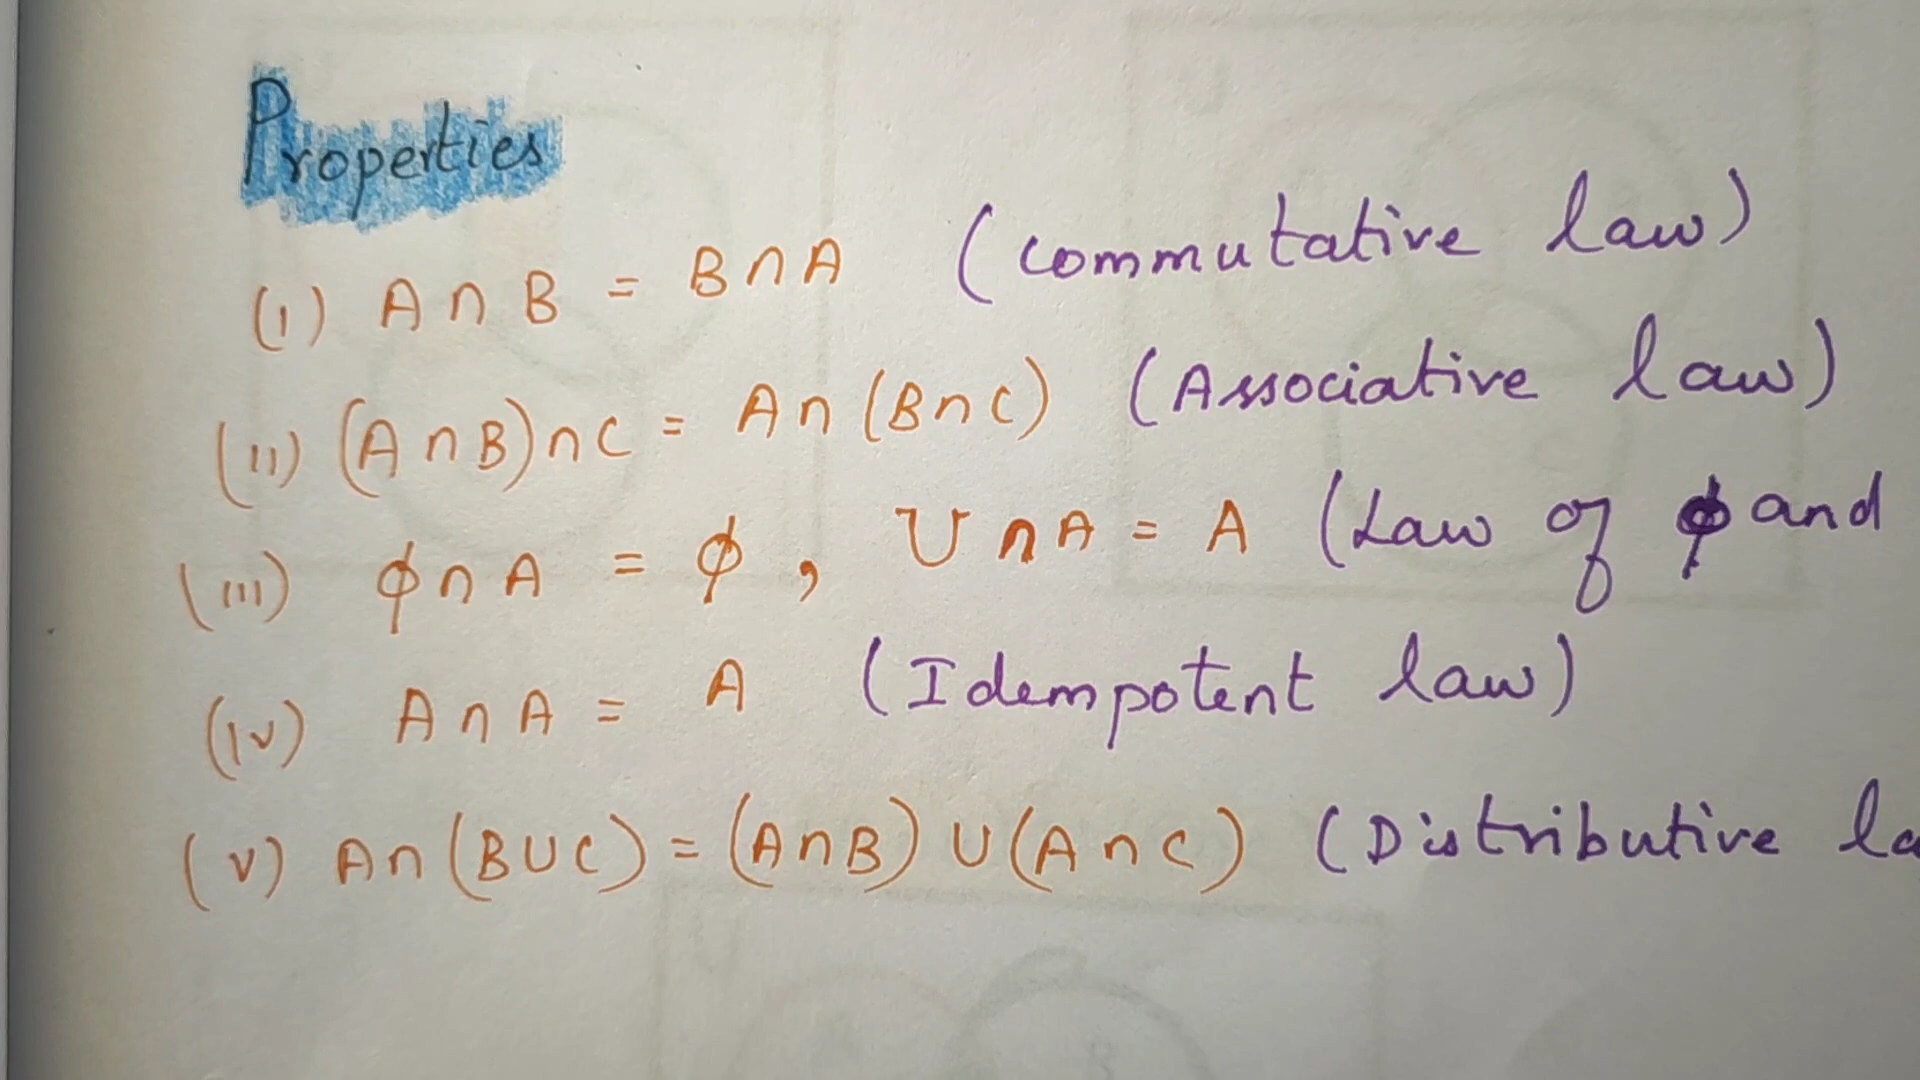 Properties
(i) A ∩ B = B ∩ A (Commutative law)
(ii) (A ∩ B) ∩ C = A ∩ (B ∩ C) (Associative law)
(iii) ϕ ∩ A = ϕ , U ∩ A = A (Law of ϕ and
(iv) A ∩ A = A (Idempotent law)
(v) A ∩ (B ∪ C) = (A ∩ B) ∪ (A ∩ C) (Distributive